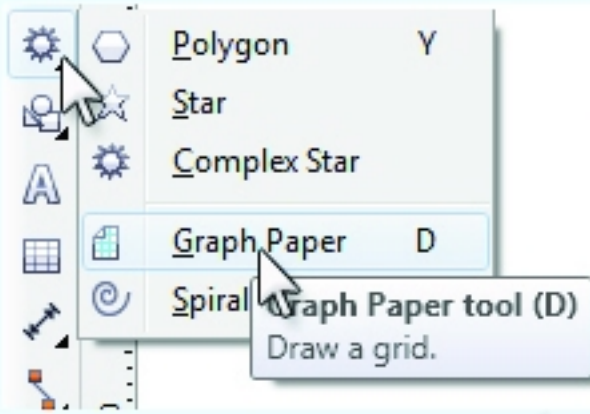 Polygon Y
Star
Complex Star
Graph Paper D
Spiral
Graph Paper tool (D)
Draw a grid.